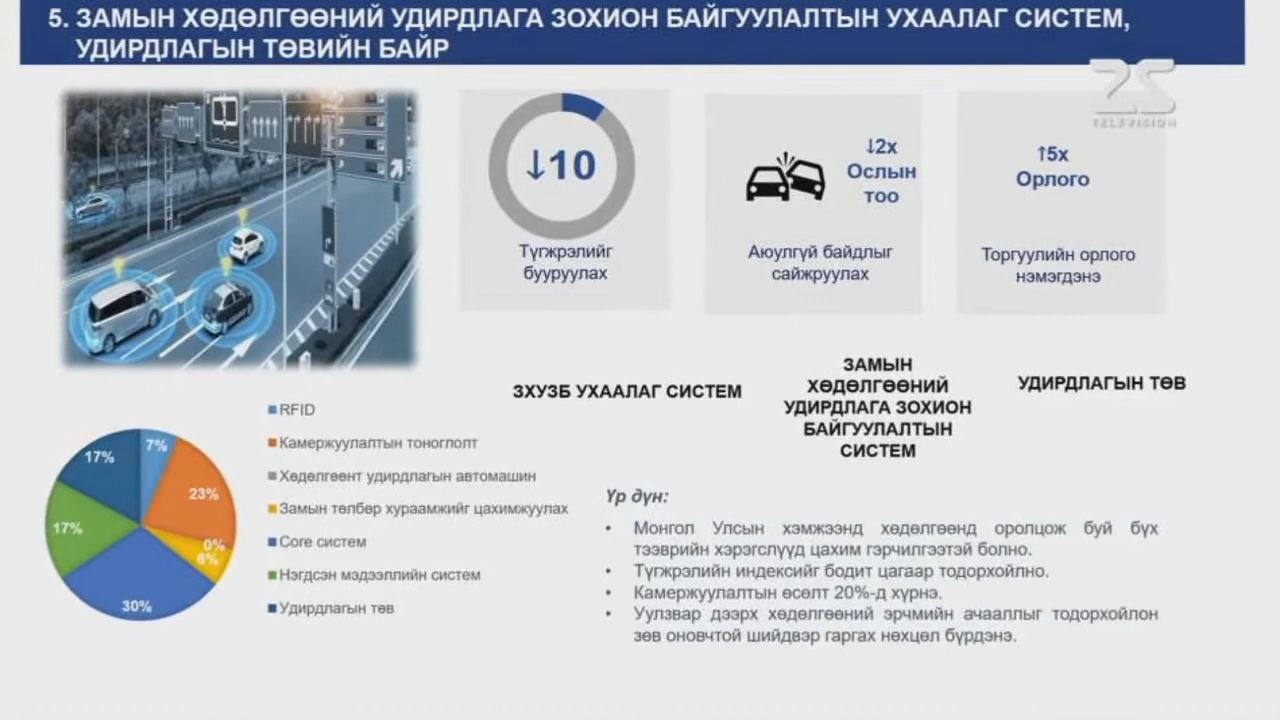 5. ЗАМЫН ХӨДӨЛГӨӨНИЙ УДИРДЛАГА ЗОХИОН БАЙГУУЛАЛТЫН УХААЛАГ СИСТЕМ,
УДИРДЛАГЫН ТӨВИЙН БАЙР
TELEVISION
↓10
Түгжрэлийг
бууруулах
↓2x
Ослын
тоо
Аюулгүй байдлыг
сайжруулах
↑5x
Орлого
Торгуулийн орлого
нэмэгдэнэ
ЗХУЗБ УХААЛАГ СИСТЕМ
ЗАМЫН
ХӨДӨЛГӨӨНИЙ
УДИРДЛАГА ЗОХИОН
БАЙГУУЛАЛТЫН
СИСТЕМ
УДИРДЛАГЫН ТӨВ
7%
23%
0%
6%
30%
17%
17%
RFID
Камержуулалтын тоноглолт
Хөдөлгөөнт удирдлагын автомашин
Замын төлбөр хураамжийг цахимжуулах
Core систем
Нэгдсэн мэдээллийн систем
Удирдлагын төв
Үр дүн:
• Монгол Улсын хэмжээнд хөдөлгөөнд оролцож буй бүх
тээврийн хэрэгслүүд цахим гэрчилгээтэй болно.
• Түгжрэлийн индексийг бодит цагаар тодорхойлно.
• Камержуулалтын өсөлт 20%-д хүрнэ.
• Уулзвар дээрх хөдөлгөөний эрчмийн ачааллыг тодорхойлон
зөв оновчтой шийдвэр гаргах нөхцөл бүрдэнэ.